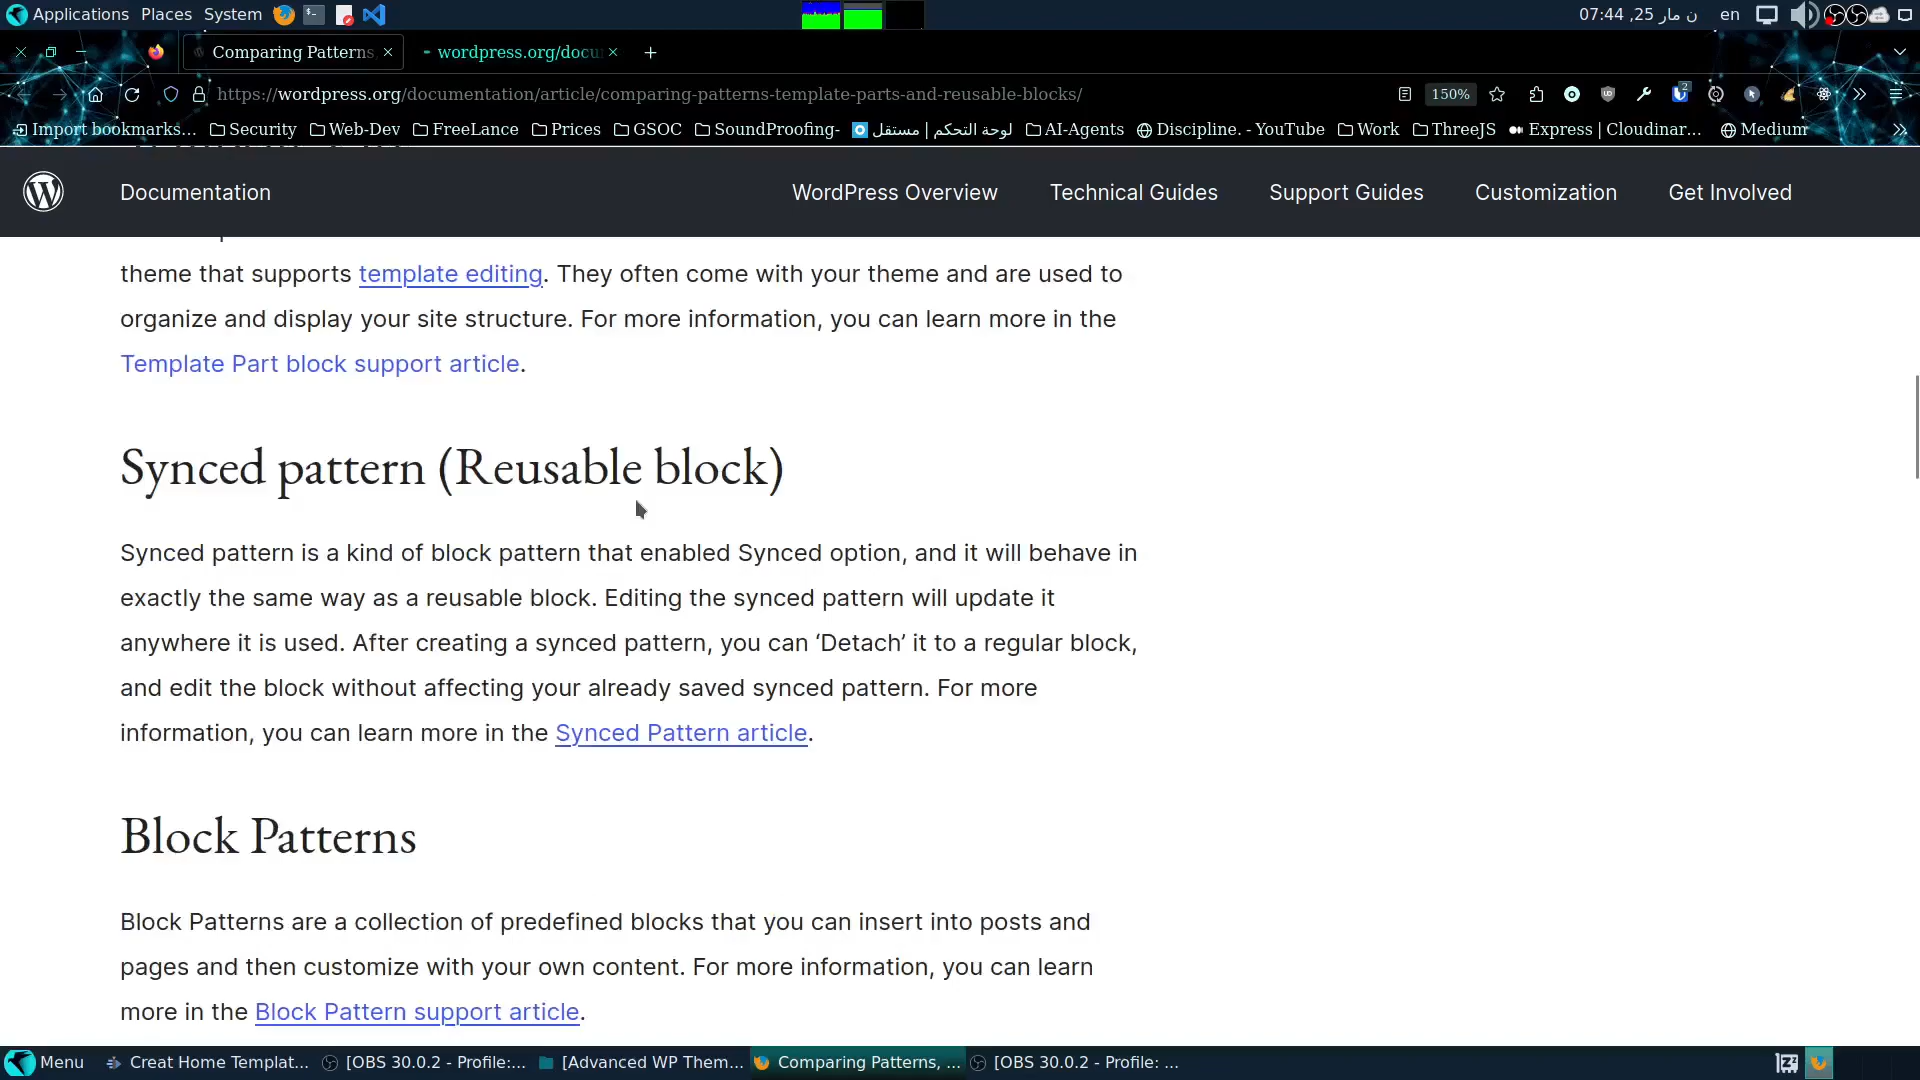 Applications Places System
07:44 ,25 ن مار
en
Comparing Patterns
wordpress.org/docu
https://wordpress.org/documentation/article/comparing-patterns-template-parts-and-reusable-blocks/
150%
2
Import bookmarks... Security Web-Dev FreeLance Prices GSOC SoundProofing- لوحة التحكم | مستقل AI-Agents Discipline. - YouTube Work ThreeJS Express | Cloudinar... Medium
Documentation
WordPress Overview Technical Guides Support Guides Customization Get Involved
theme that supports template editing. They often come with your theme and are used to
organize and display your site structure. For more information, you can learn more in the
Template Part block support article.
Synced pattern (Reusable block)
Synced pattern is a kind of block pattern that enabled Synced option, and it will behave in
exactly the same way as a reusable block. Editing the synced pattern will update it
anywhere it is used. After creating a synced pattern, you can ‘Detach’ it to a regular block,
and edit the block without affecting your already saved synced pattern. For more
information, you can learn more in the Synced Pattern article.
Block Patterns
Block Patterns are a collection of predefined blocks that you can insert into posts and
pages and then customize with your own content. For more information, you can learn
more in the Block Pattern support article.
Menu Creat Home Templat... [OBS 30.0.2 - Profile:... [Advanced WP Them... Comparing Patterns, ... [OBS 30.0.2 - Profile: ...